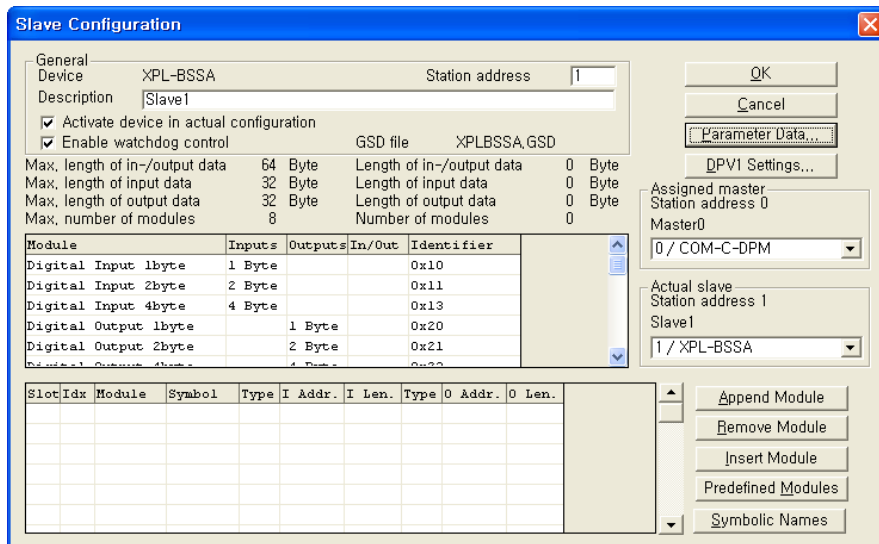 Slave Configuration
General
Device XPL-BSSA Station address 1
Description Slave1
Activate device in actual configuration
Enable watchdog control GSD file XPLBSSA.GSD
Max. length of in-/output data 64 Byte Length of in-/output data 0 Byte
Max. length of input data 32 Byte Length of input data 0 Byte
Max. length of output data 32 Byte Length of output data 0 Byte
Max. number of modules 8 Number of modules 0
OK
Cancel
Parameter Data...
DPV1 Settings...
Assigned master
Station address 0
Master0
0 / COM-C-DPM
Actual slave
Station address 1
Slave1
1 / XPL-BSSA
Module Inputs Outputs In/Out Identifier
Digital Input 1byte 1 Byte 0x10
Digital Input 2byte 2 Byte 0x11
Digital Input 4byte 4 Byte 0x13
Digital Output 1byte 1 Byte 0x20
Digital Output 2byte 2 Byte 0x21
Slot Idx Module Symbol Type I Addr. I Len. Type O Addr. O Len.
Append Module
Remove Module
Insert Module
Predefined Modules
Symbolic Names